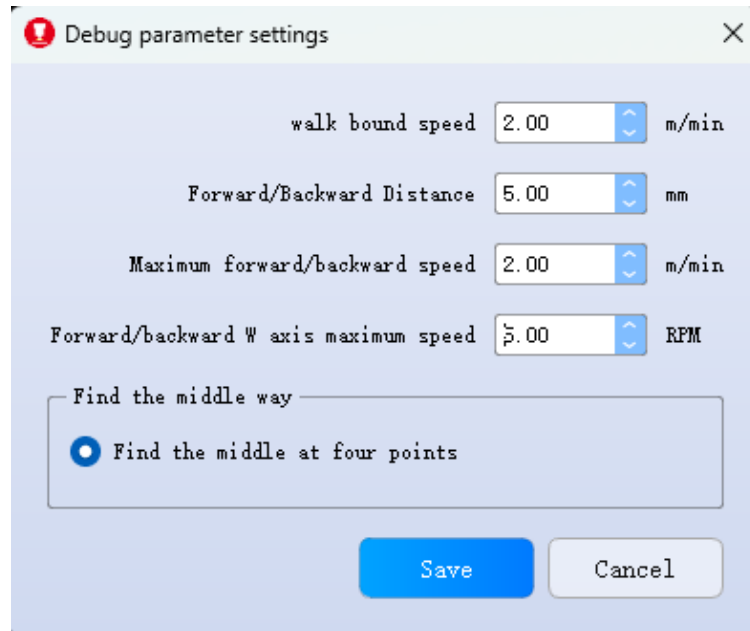 Debug parameter settings
walk bound speed 2.00 m/min
Forward/Backward Distance 5.00 mm
Maximum forward/backward speed 2.00 m/min
Forward/backward W axis maximum speed 5.00 RPM
Find the middle way
Find the middle at four points
Save Cancel